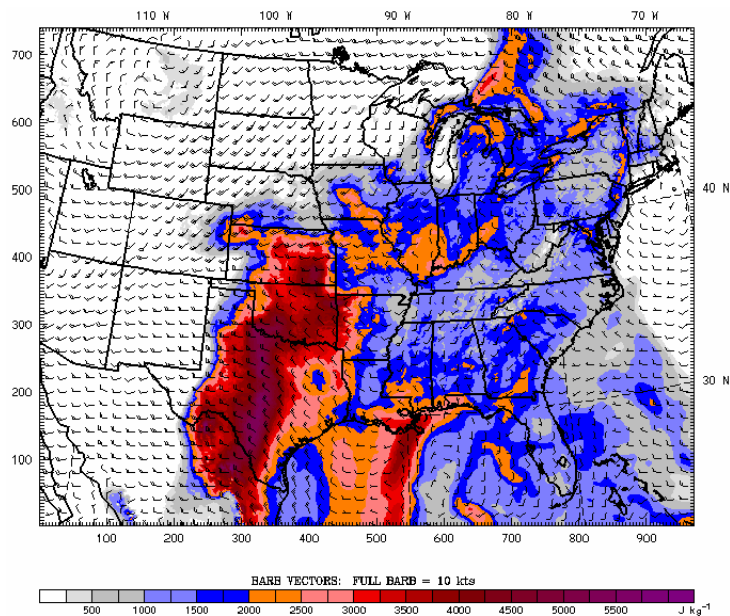 110 W 100 W 90 W 80 W 70 W
700
600
500 40 N
400
300
30 N
200
100
100 200 300 400 500 600 700 800 900
BARB VECTORS: FULL BARB = 10 kts
500 1000 1500 2000 2500 3000 3500 4000 4500 5000 5500 J kg⁻¹